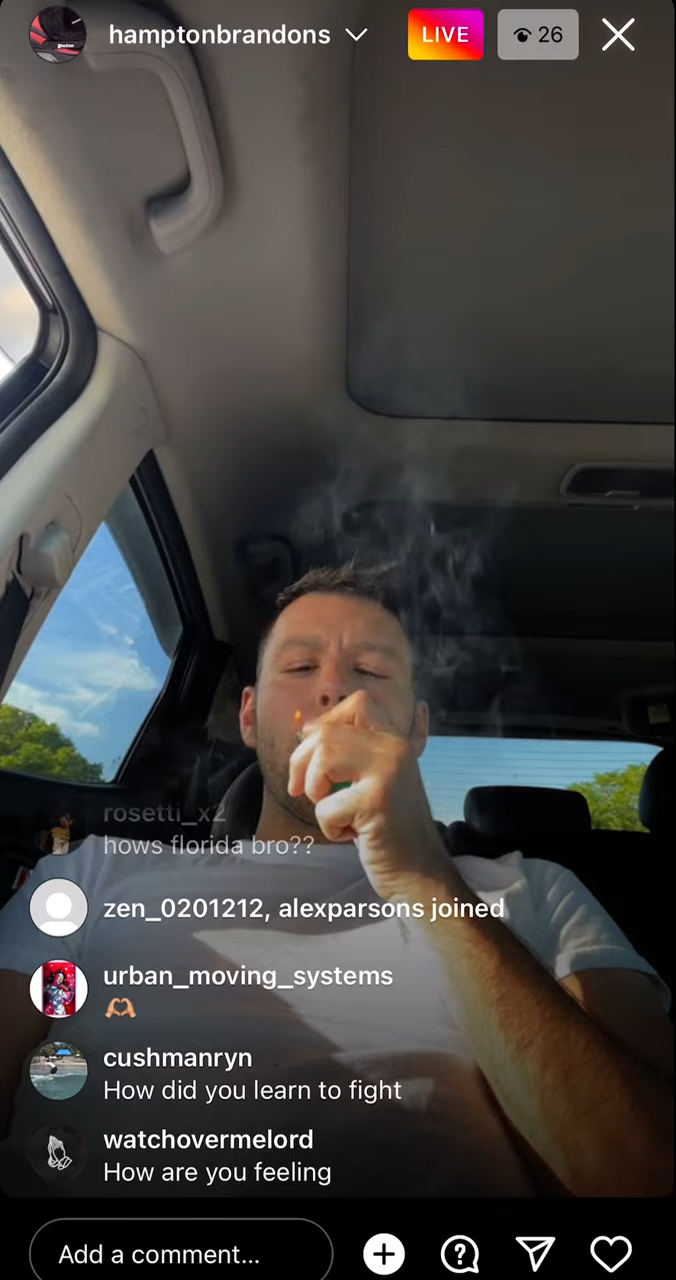 hamptonbrandons
LIVE
26
rosetti_x2
hows florida bro??
zen_0201212, alexparsons joined
urban_moving_systems
🫶🏼
cushmanryn
How did you learn to fight
watchovermelord
How are you feeling
Add a comment...